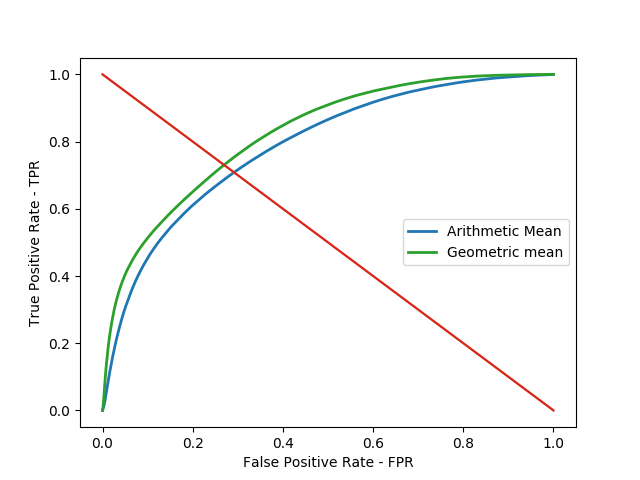 1.0
0.8
0.6
0.4
0.2
0.0
True Positive Rate - TPR
Arithmetic Mean
Geometric mean
0.0 0.2 0.4 0.6 0.8 1.0
False Positive Rate - FPR